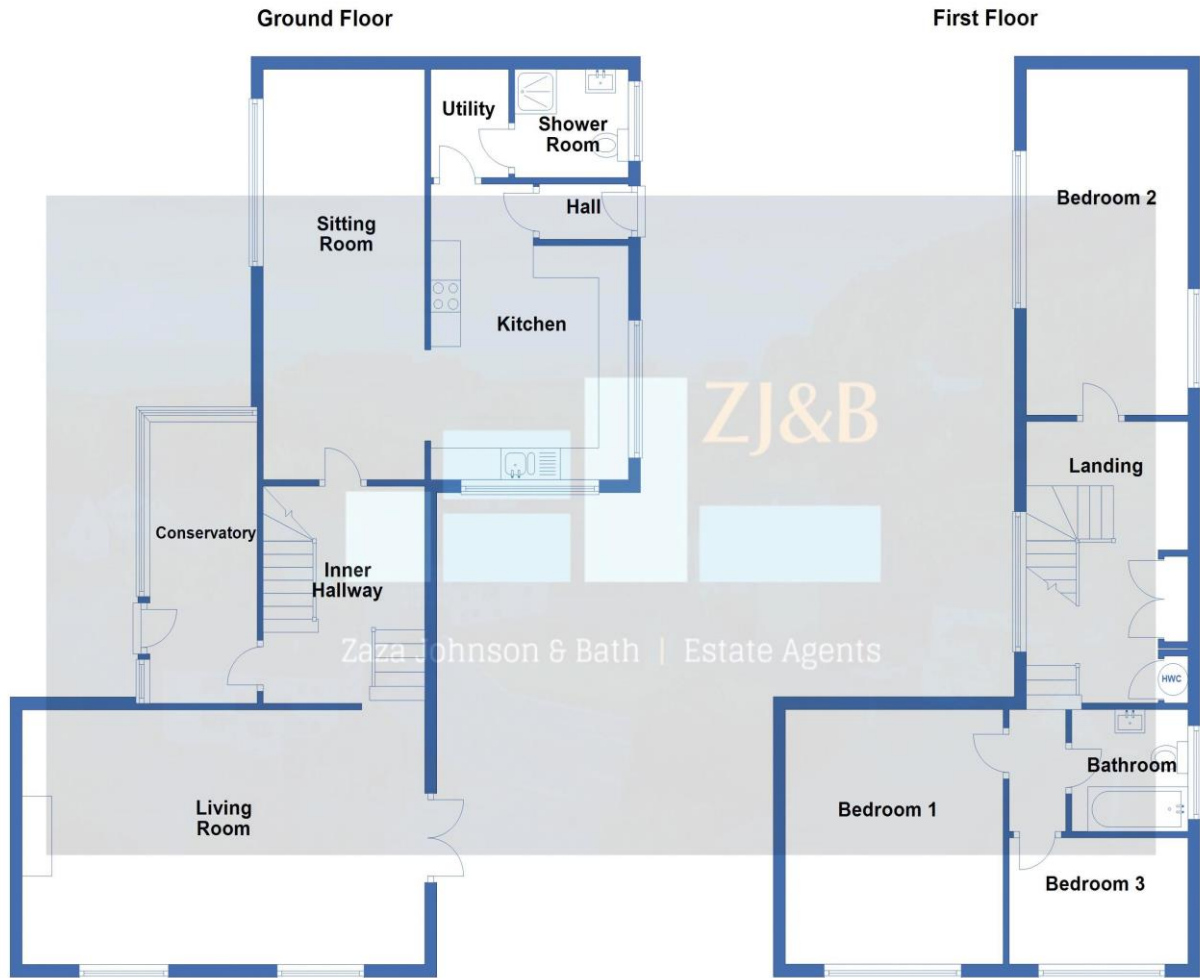 Ground Floor
First Floor
Utility
Shower
Room
Hall
Sitting
Room
Kitchen
Conservatory
Inner
Hallway
Living
Room
Bedroom 2
Landing
HWC
Bathroom
Bedroom 1
Bedroom 3
ZJ&B
Zaza Johnson & Bath | Estate Agents